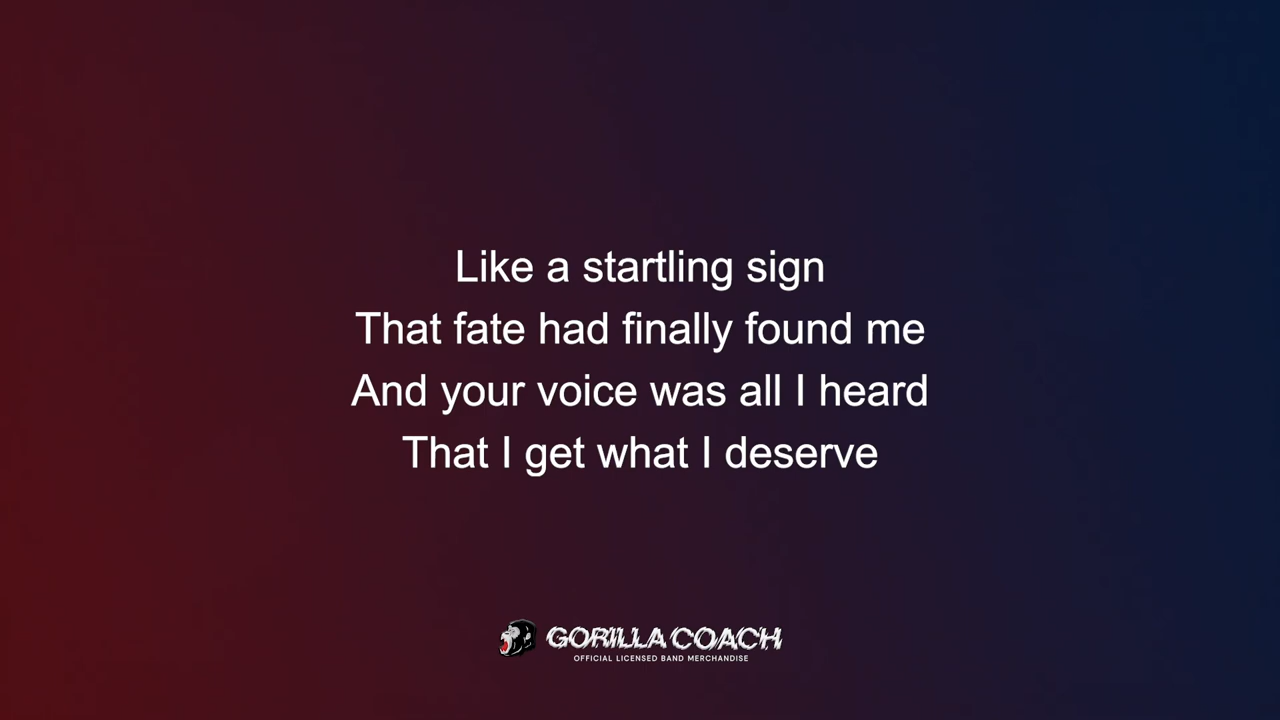 Like a startling sign
That fate had finally found me
And your voice was all I heard
That I get what I deserve
GORILLA COACH
OFFICIAL LICENSED BAND MERCHANDISE